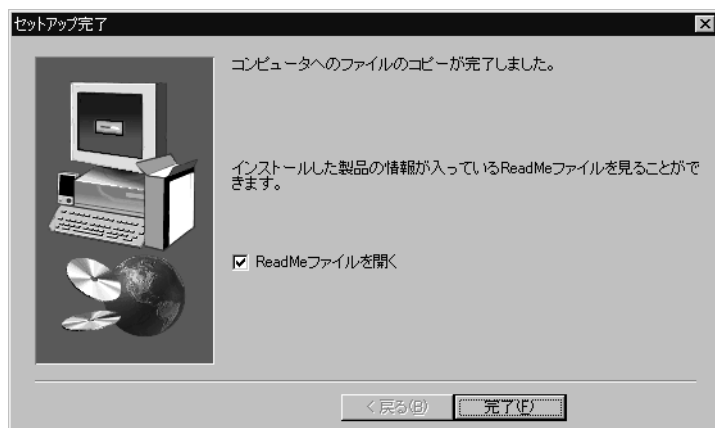 セットアップ完了
コンピュータへのファイルのコピーが完了しました。
インストールした製品の情報が入っているReadMeファイルを見ることがで
きます。
ReadMeファイルを開く
< 戻る(B)
完了(F)